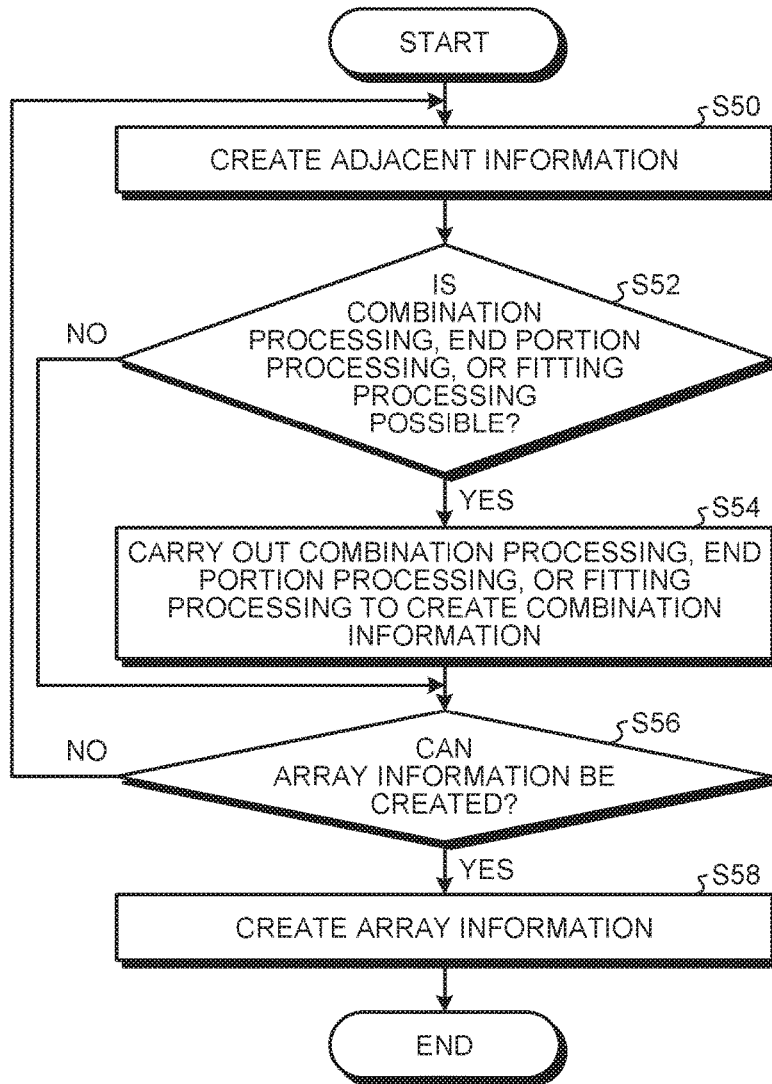 START
S50
CREATE ADJACENT INFORMATION
S52
IS
COMBINATION
PROCESSING, END PORTION
PROCESSING, OR FITTING
PROCESSING
POSSIBLE?
NO
YES
S54
CARRY OUT COMBINATION PROCESSING, END
PORTION PROCESSING, OR FITTING
PROCESSING TO CREATE COMBINATION
INFORMATION
S56
NO
CAN
ARRAY INFORMATION BE
CREATED?
YES
S58
CREATE ARRAY INFORMATION
END